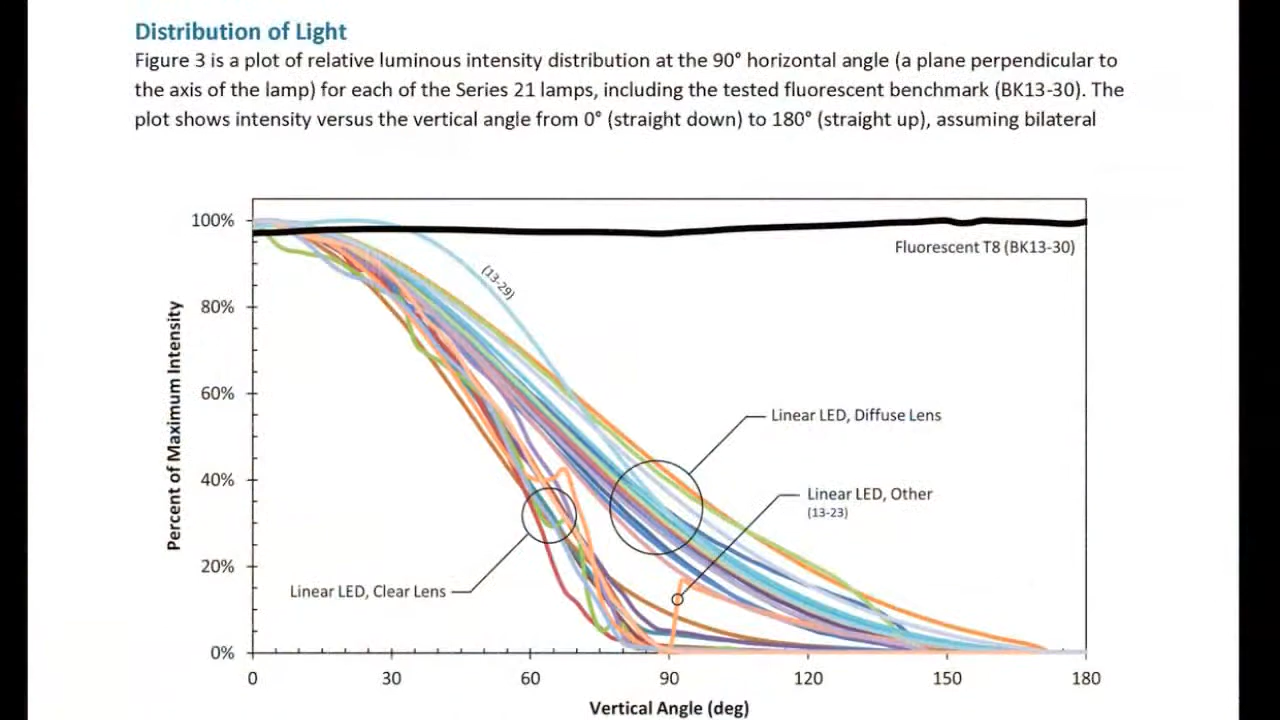 Distribution of Light
Figure 3 is a plot of relative luminous intensity distribution at the 90° horizontal angle (a plane perpendicular to
the axis of the lamp) for each of the Series 21 lamps, including the tested fluorescent benchmark (BK13-30). The
plot shows intensity versus the vertical angle from 0° (straight down) to 180° (straight up), assuming bilateral
100%
Fluorescent T8 (BK13-30)
(13-29)
80%
Percent of Maximum Intensity
60%
Linear LED, Diffuse Lens
40%
Linear LED, Other
(13-23)
20%
Linear LED, Clear Lens
0%
0 30 60 90 120 150 180
Vertical Angle (deg)